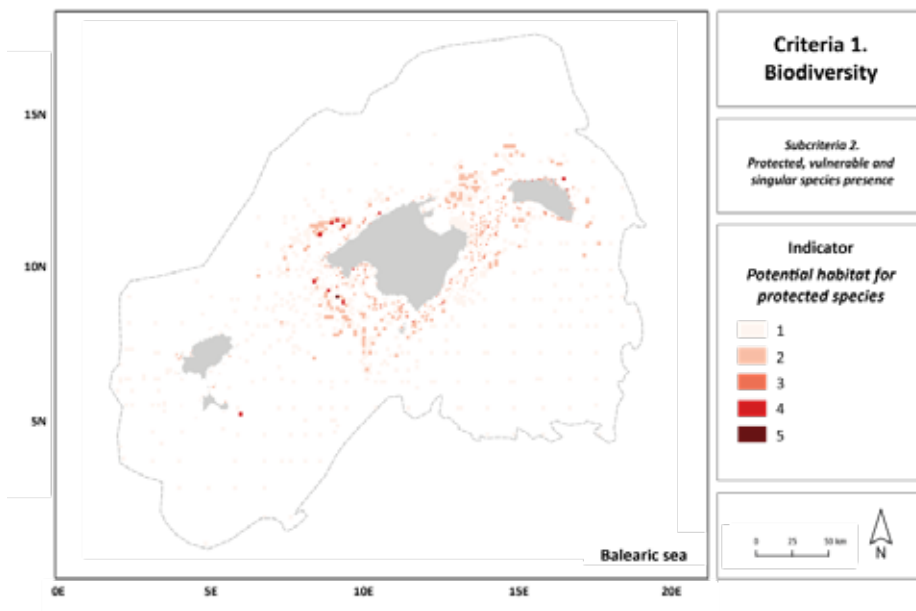 Criteria 1.
Biodiversity
Subcriteria 2.
Protected, vulnerable and
singular species presence
Indicator
Potential habitat for
protected species
1
2
3
4
5
0 25 50 km
N
15N
10N
5N
Balearic sea
0E 5E 10E 15E 20E